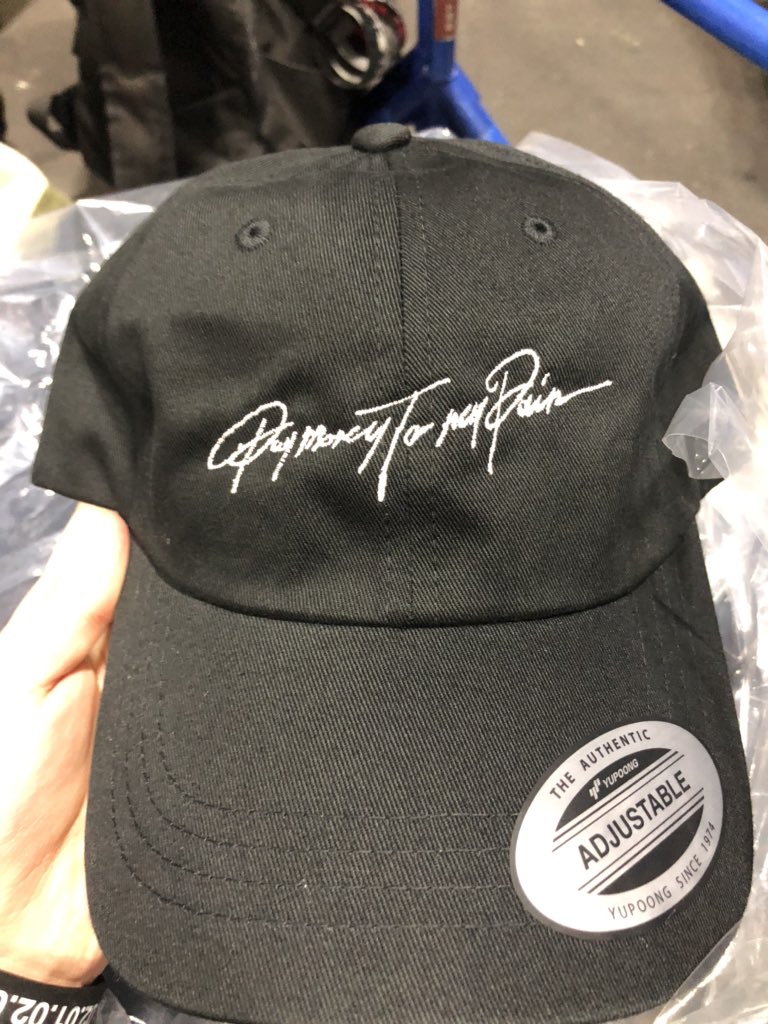 Pay money To my Pain
THE AUTHENTIC
YUPOONG
ADJUSTABLE
YUPOONG SINCE 1974